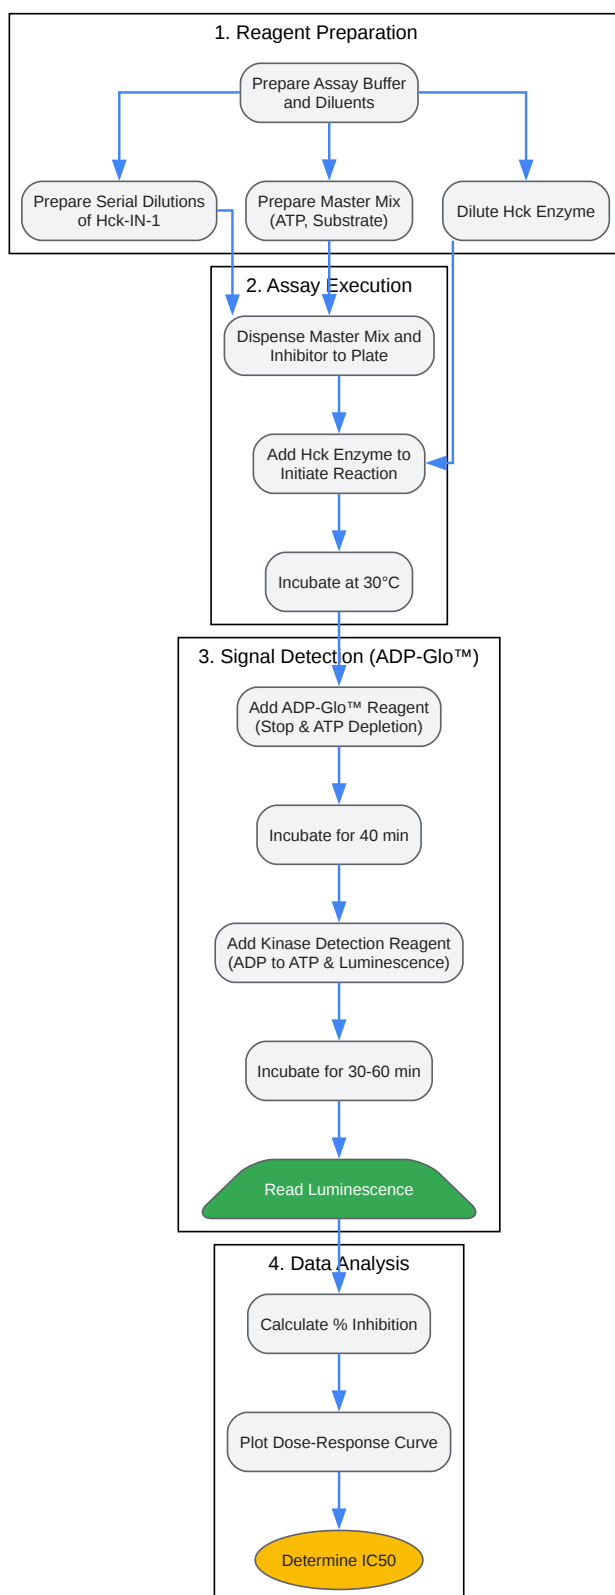 1. Reagent Preparation
Prepare Assay Buffer
and Diluents
Prepare Serial Dilutions
of Hck-IN-1
Prepare Master Mix
(ATP, Substrate)
Dilute Hck Enzyme
2. Assay Execution
Dispense Master Mix and
Inhibitor to Plate
Add Hck Enzyme to
Initiate Reaction
Incubate at 30°C
3. Signal Detection (ADP-Glo™)
Add ADP-Glo™ Reagent
(Stop & ATP Depletion)
Incubate for 40 min
Add Kinase Detection Reagent
(ADP to ATP & Luminescence)
Incubate for 30-60 min
Read Luminescence
4. Data Analysis
Calculate % Inhibition
Plot Dose-Response Curve
Determine IC50